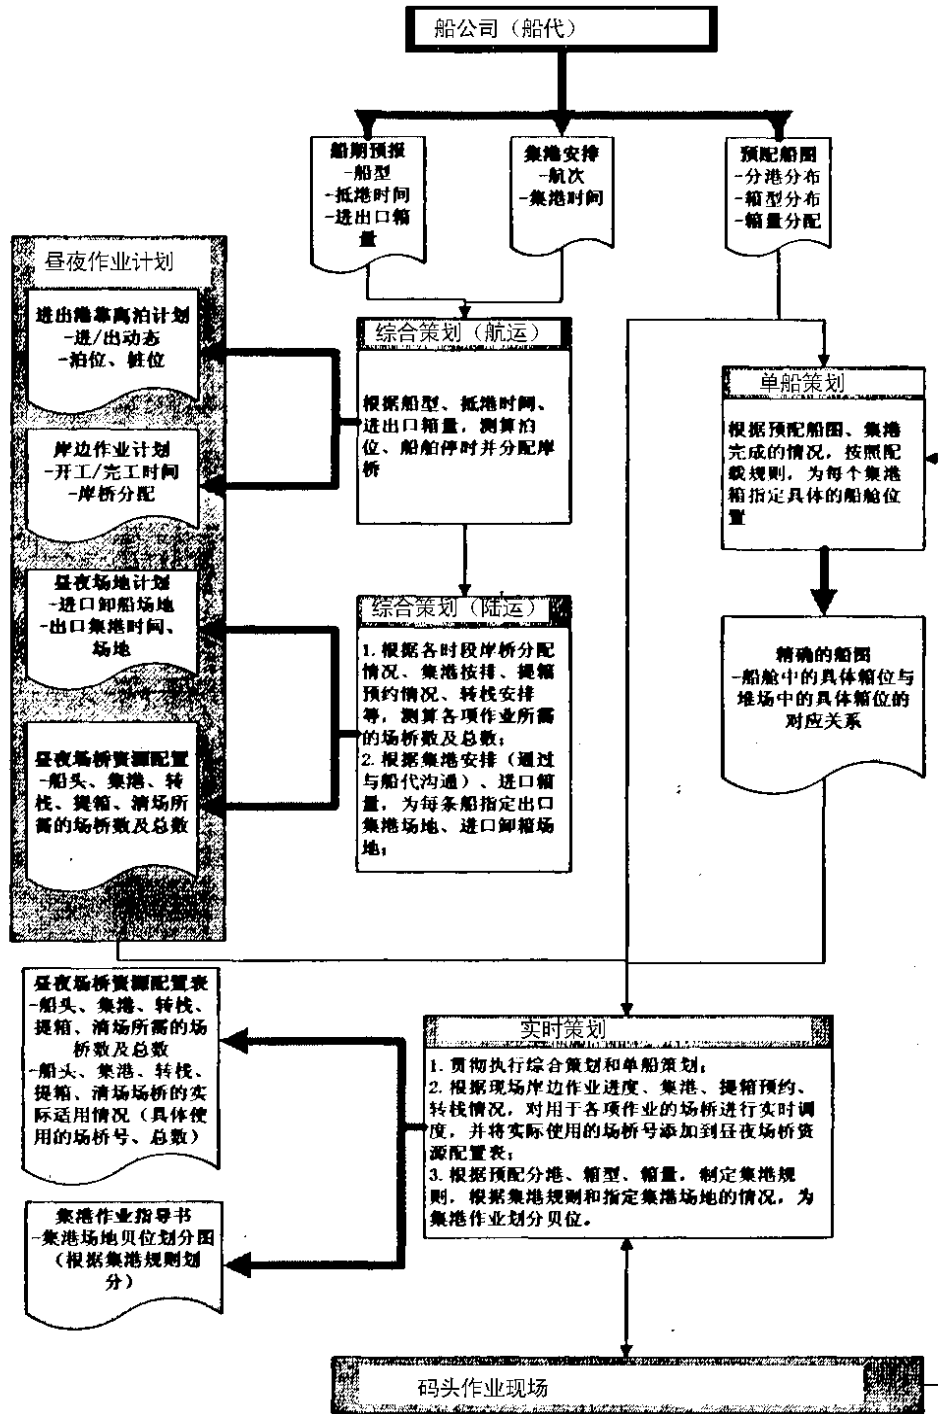 船公司（船代）
船期预报
-船型
-抵港时间
-进出口箱
量
集港安排
-航次
-集港时间
预配船图
-分港分布
-箱型分布
-箱量分配
昼夜作业计划
进出港靠离泊计划
-进/出动态
-泊位、桩位
岸边作业计划
-开工/完工时间
-岸桥分配
昼夜场地计划
-进口卸船场地
-出口集港时间、
场地
昼夜场桥资源配置
-船头、集港、转
栈、提箱、清场所
需的场桥数及总数
综合策划（航运）
根据船型、抵港时间、
进出口箱量，测算泊
位、船舶停时并分配岸
桥
综合策划（陆运）
1.根据各时段岸桥分配
情况、集港按排、提箱
预约情况、转栈安排
等，测算各项作业所需
的场桥数及总数；
2.根据集港安排（通过
与船代沟通）、进口箱
量，为每条船指定出口
集港场地、进口卸箱场
地；
单船策划
根据预配船图、集港
完成的情况，按照配
载规则，为每个集港
箱指定具体的船舱位
置
精确的船图
-船舱中的具体箱位与
堆场中的具体箱位的
对应关系
昼夜场桥资源配置表
-船头、集港、转栈、
提箱、清场所需的场
桥数及总数
-船头、集港、转栈、
提箱、清场场桥的实
际适用情况（具体使
用的场桥号、总数）
集港作业指导书
-集港场地贝位划分图
（根据集港规则划
分）
实时策划
1.贯彻执行综合策划和单船策划；
2.根据现场岸边作业进度、集港、提箱预约、
转栈情况，对用于各项作业的场桥进行实时调
度，并将实际使用的场桥号添加到昼夜场桥资
源配置表；
3.根据预配分港、箱型、箱量，制定集港规
则，根据集港规则和指定集港场地的情况，为
集港作业划分贝位。
码头作业现场